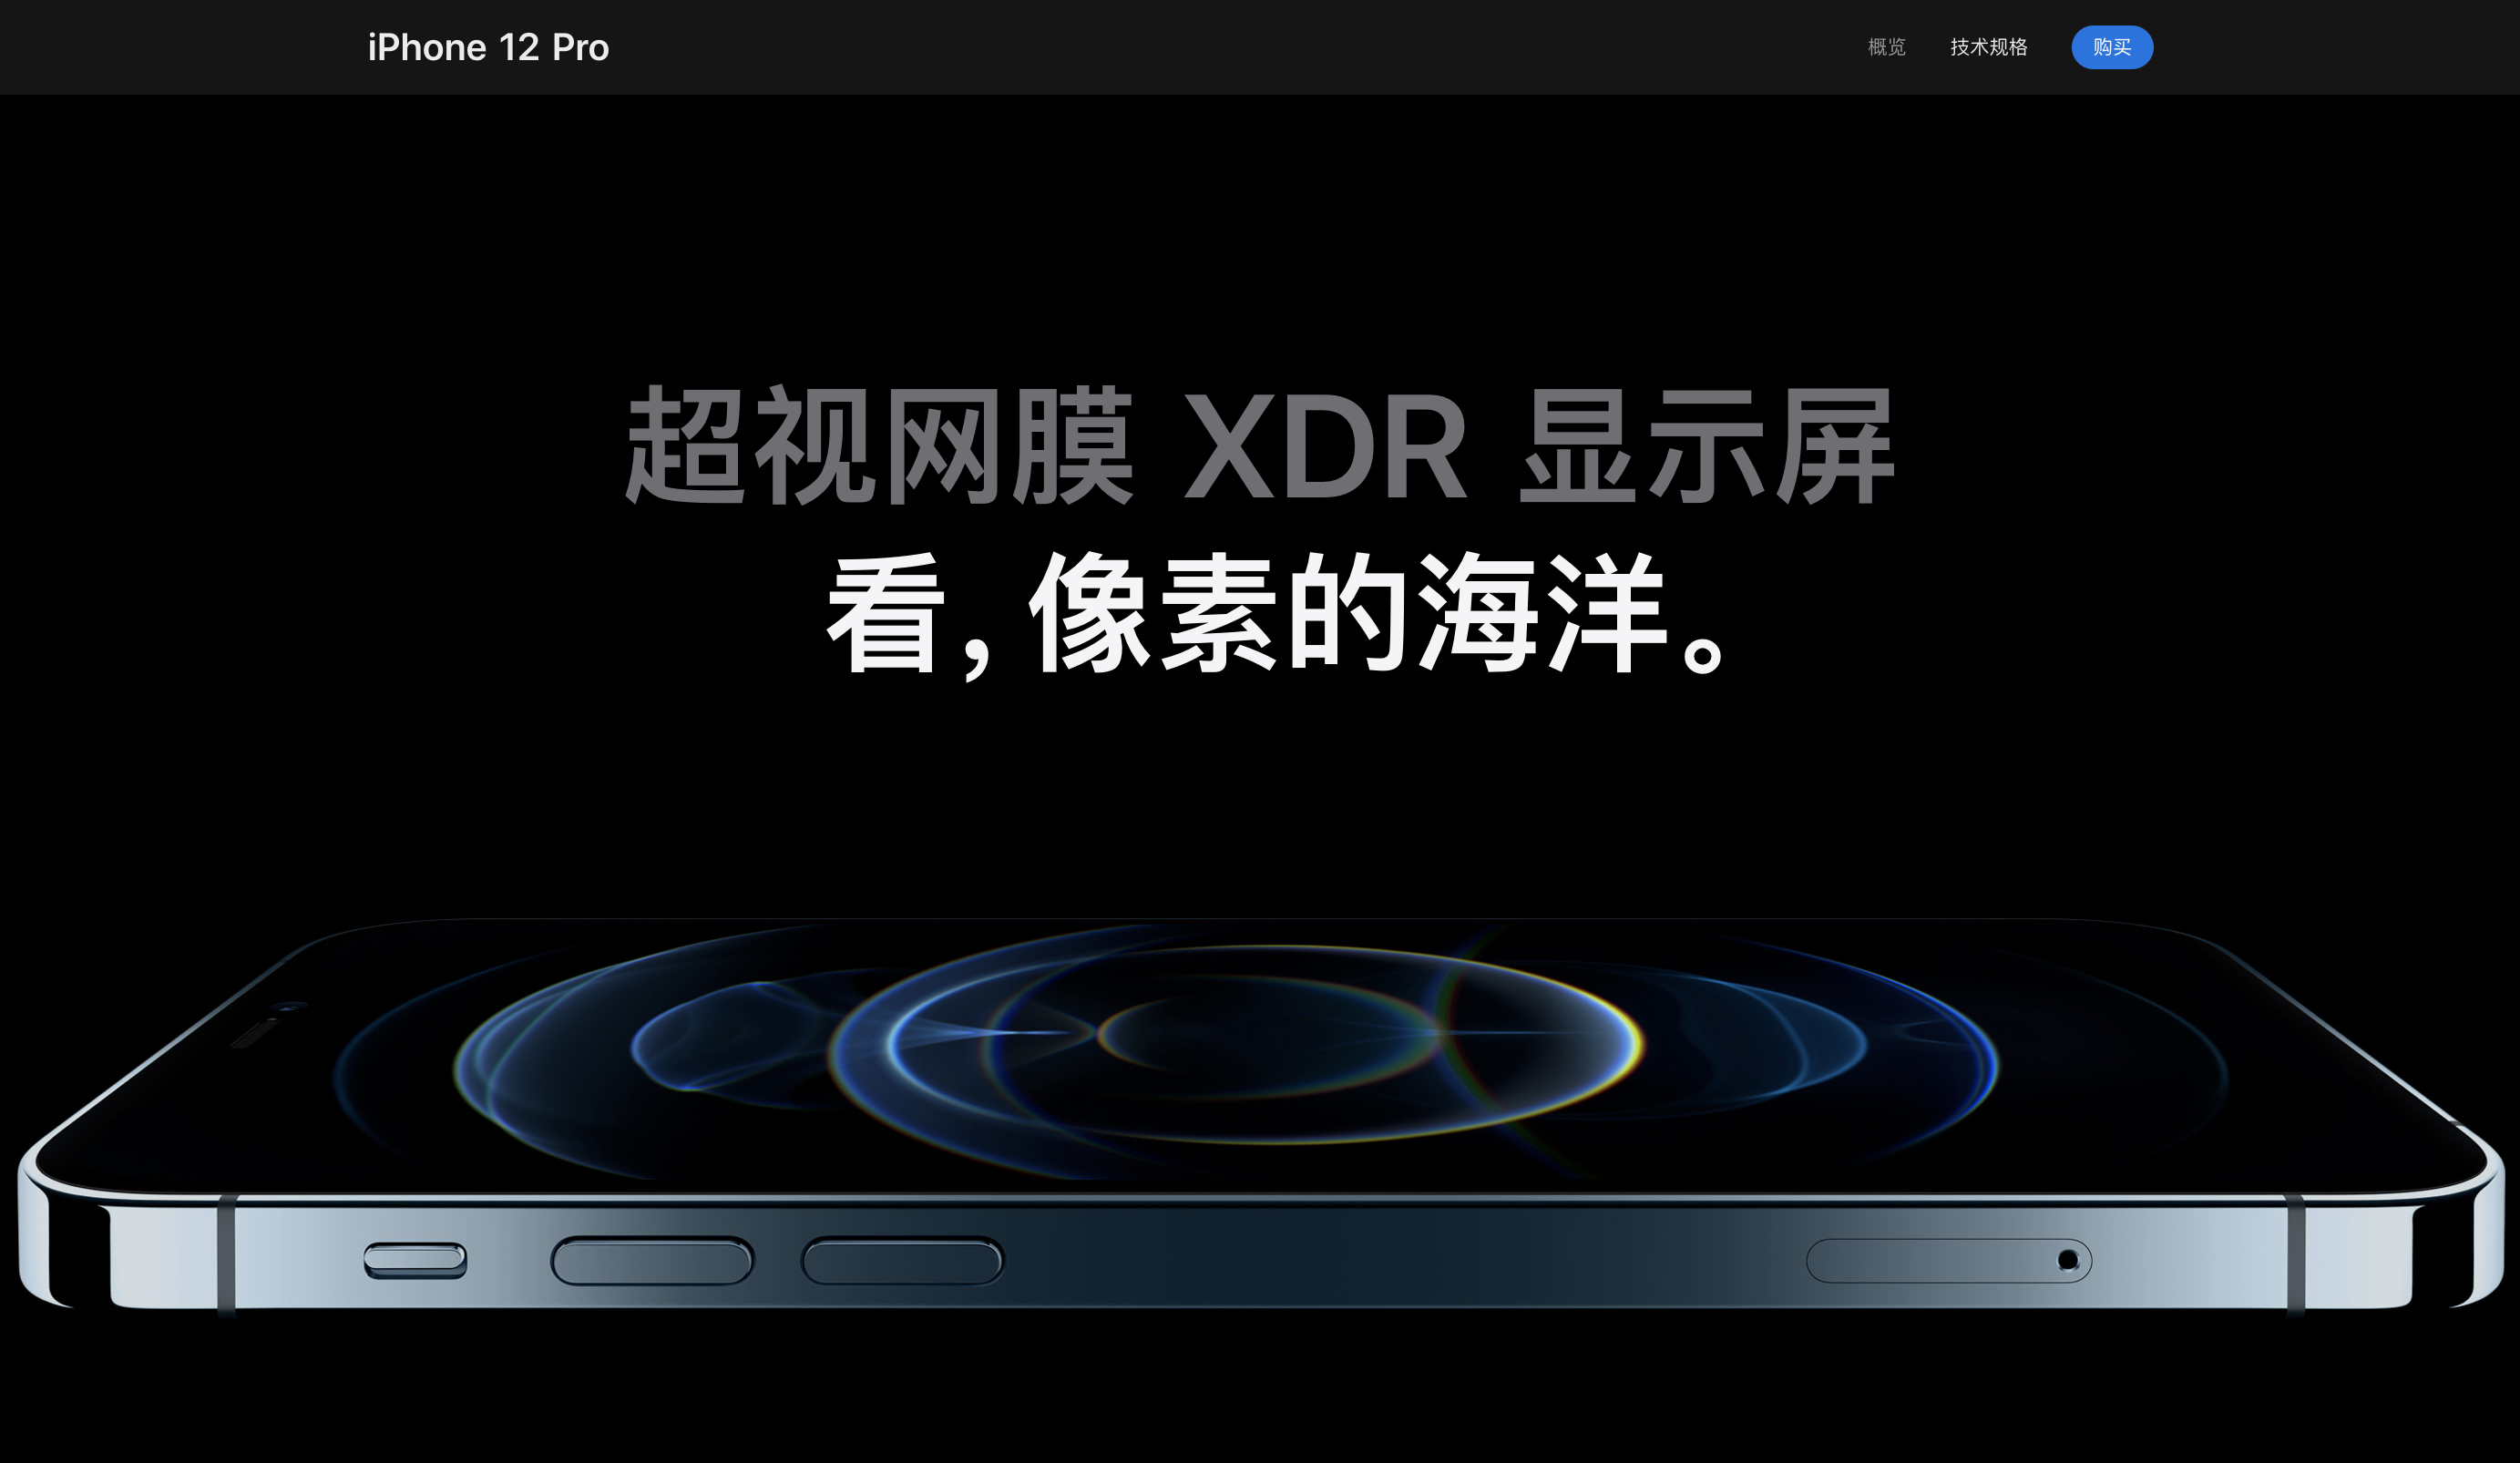 iPhone 12 Pro
概览
技术规格
购买
超视网膜 XDR 显示屏
看，像素的海洋。